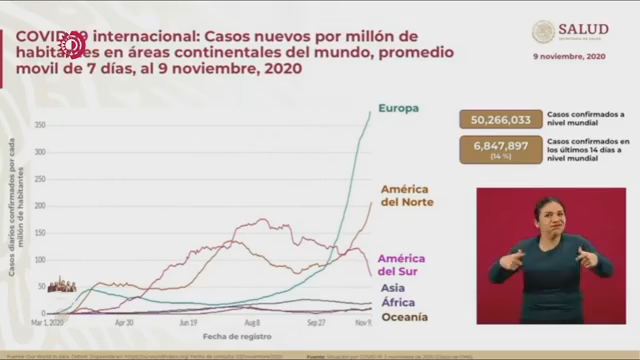 COVID-19 internacional: Casos nuevos por millón de
habitantes en áreas continentales del mundo, promedio
movil de 7 días, al 9 noviembre, 2020
SALUD
9 noviembre, 2020
Casos diarios confirmados por cada
millón de habitantes
350
300
250
200
150
100
50
0
Mar 1, 2020
Apr 30
Jun 19
Aug 8
Sep 27
Nov 9,
Fecha de registro
Europa
América
del Norte
América
del Sur
Asia
África
Oceanía
50,266,033
Casos confirmados a
nivel mundial
6,847,897
(14 %)
Casos confirmados en
los últimos 14 días a
nivel mundial